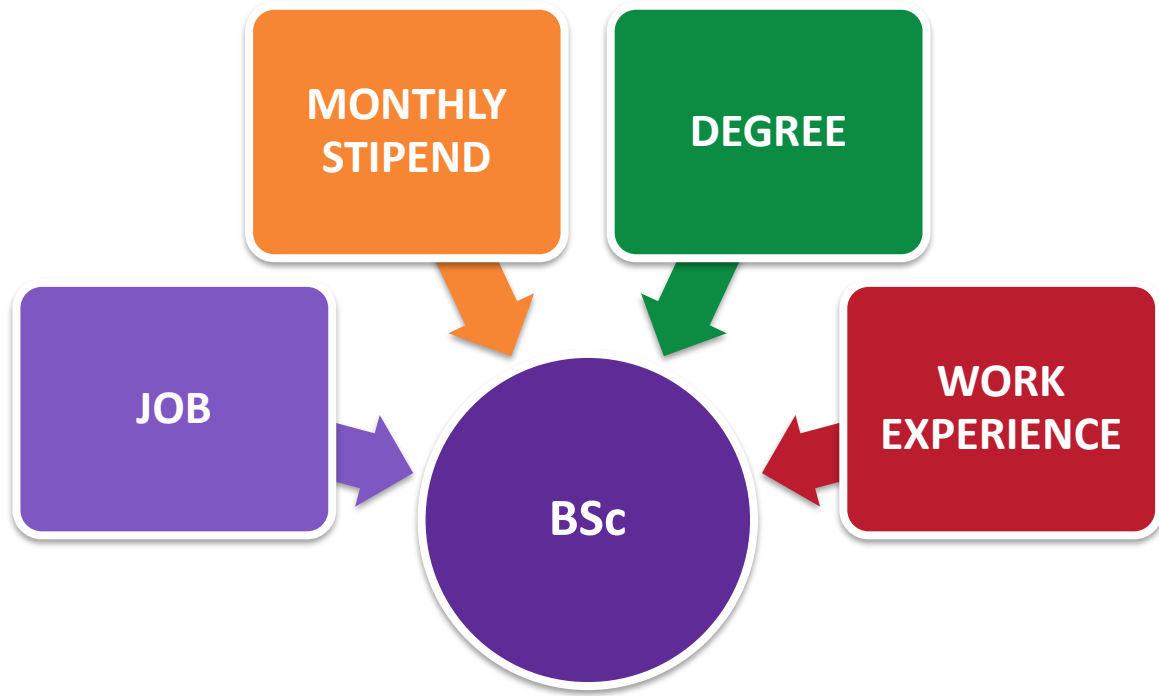 MONTHLY
STIPEND
DEGREE
JOB
WORK
EXPERIENCE
BSc